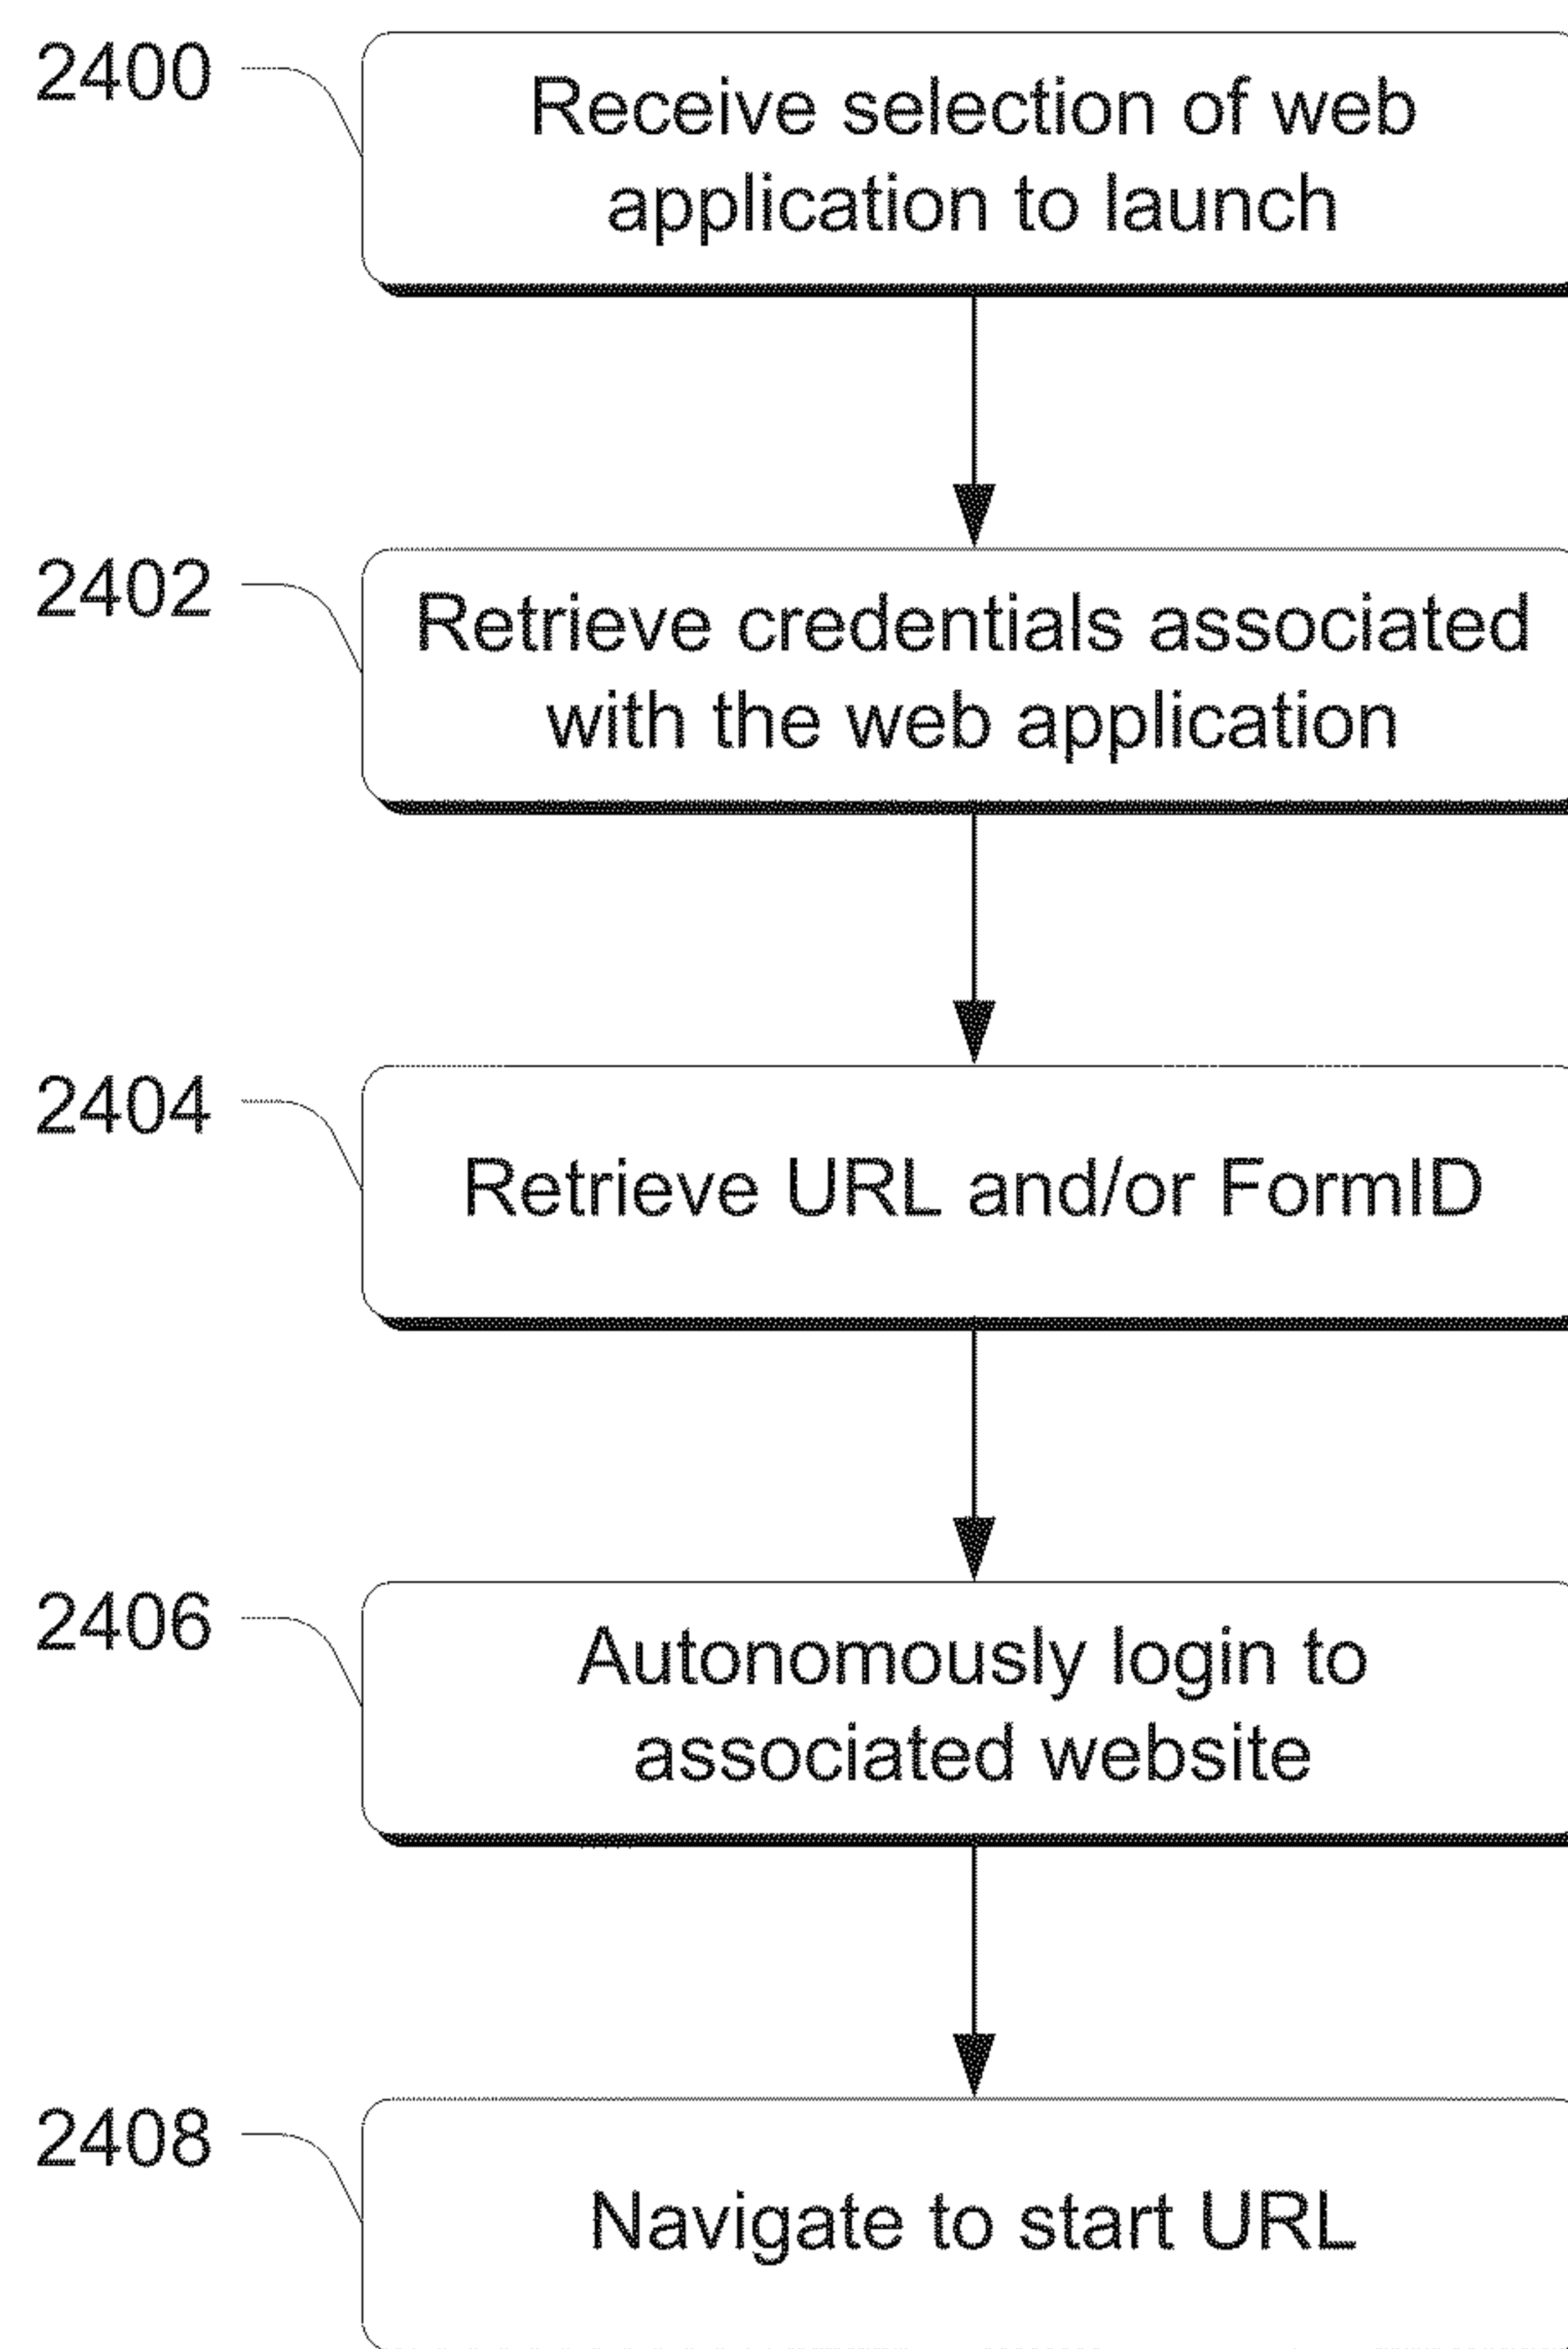 2400
Receive selection of web
application to launch
2402
Retrieve credentials associated
with the web application
2404
Retrieve URL and/or FormID
2406
Autonomously login to
associated website
2408
Navigate to start URL